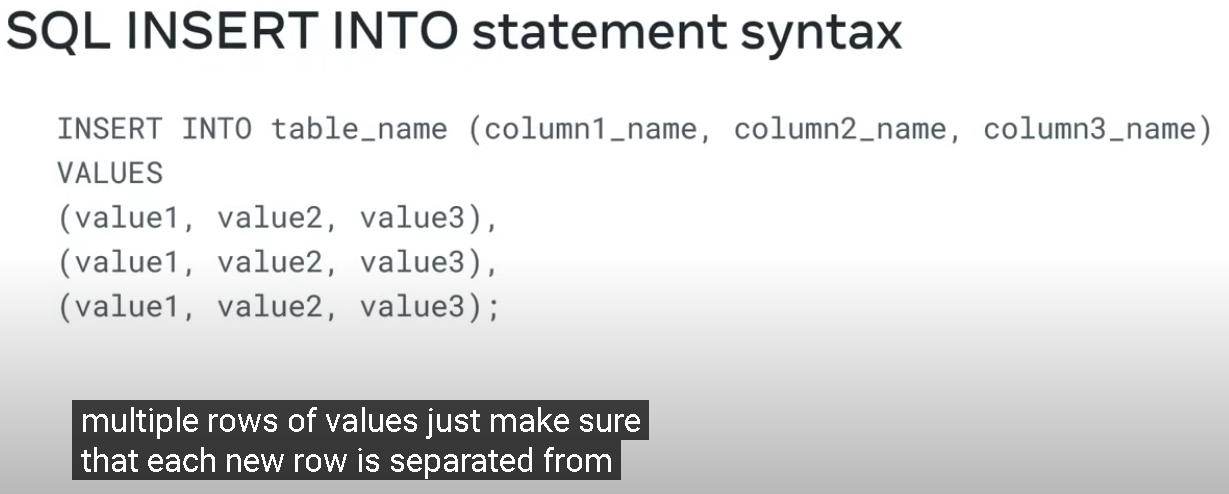 SQL INSERT INTO statement syntax
INSERT INTO table_name (column1_name, column2_name, column3_name)
VALUES
(value1, value2, value3),
(value1, value2, value3),
(value1, value2, value3);
multiple rows of values just make sure
that each new row is separated from